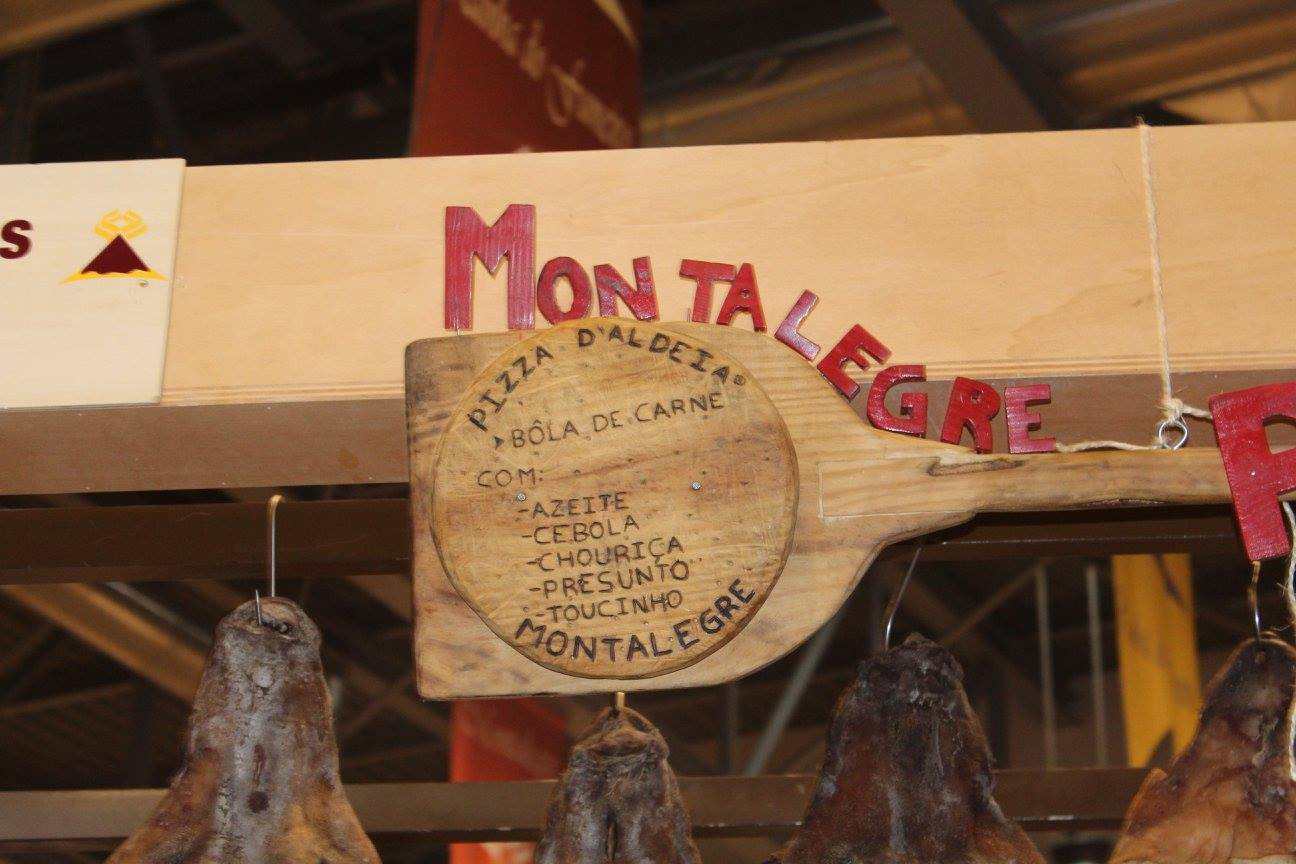 S
MONTALEGRE
PIZZA D'ALDEIA®
BÔLA DE CARNE
COM:
-AZEITE
-CEBOLA
-CHOURIÇA
-PRESUNTO
-TOUCINHO
MONTALEGRE